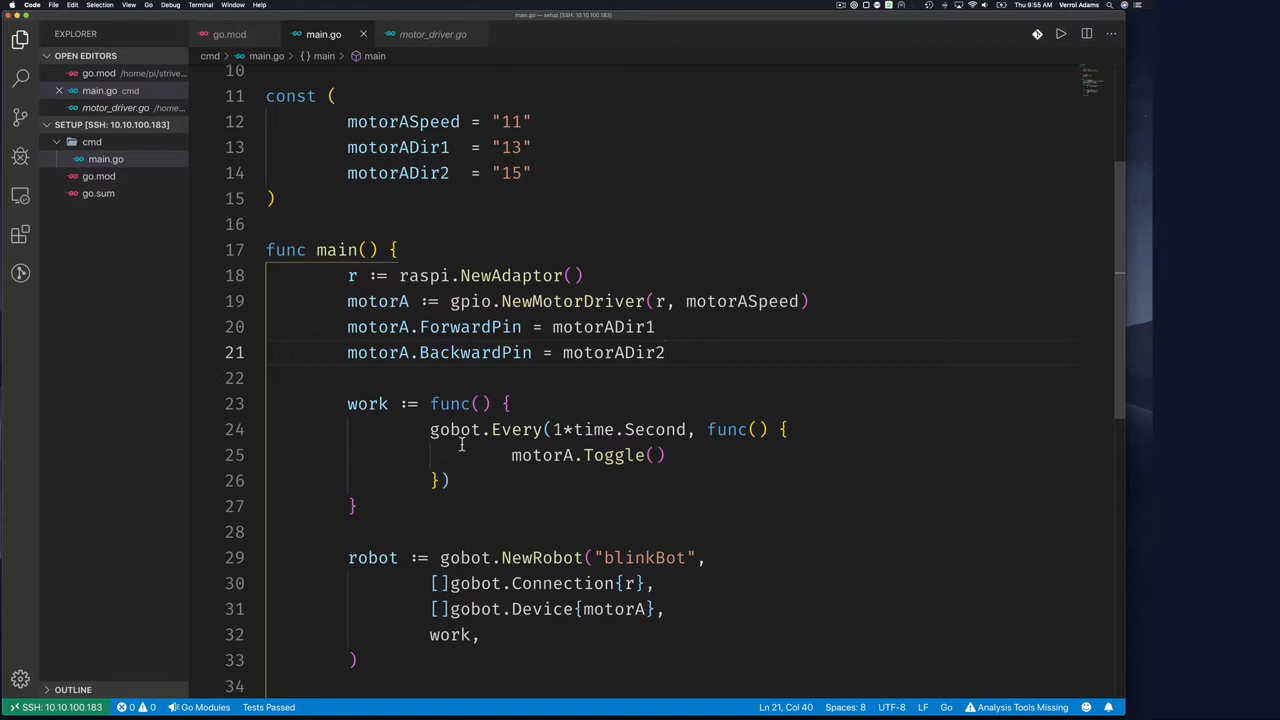 Code File Edit Selection View Go Debug Terminal Window Help
Thu 9:55 AM Verrol Adams
main.go — setup [SSH: 10.10.100.183]
EXPLORER
OPEN EDITORS
go.mod /home/pi/strive...
main.go cmd
motor_driver.go /home...
SETUP [SSH: 10.10.100.183]
cmd
main.go
go.mod
go.sum
OUTLINE
go.mod main.go motor_driver.go
cmd main.go {} main main
10
11 const (
12 motorASpeed = "11"
13 motorADir1 = "13"
14 motorADir2 = "15"
15 )
16
17 func main() {
18 r := raspi.NewAdaptor()
19 motorA := gpio.NewMotorDriver(r, motorASpeed)
20 motorA.ForwardPin = motorADir1
21 motorA.BackwardPin = motorADir2
22
23 work := func() {
24 gobot.Every(1*time.Second, func() {
25 motorA.Toggle()
26 })
27 }
28
29 robot := gobot.NewRobot("blinkBot",
30 []gobot.Connection{r},
31 []gobot.Device{motorA},
32 work,
33 )
34
SSH: 10.10.100.183 0 0 Go Modules Tests Passed Ln 21, Col 40 Spaces: 8 UTF-8 LF Go Analysis Tools Missing